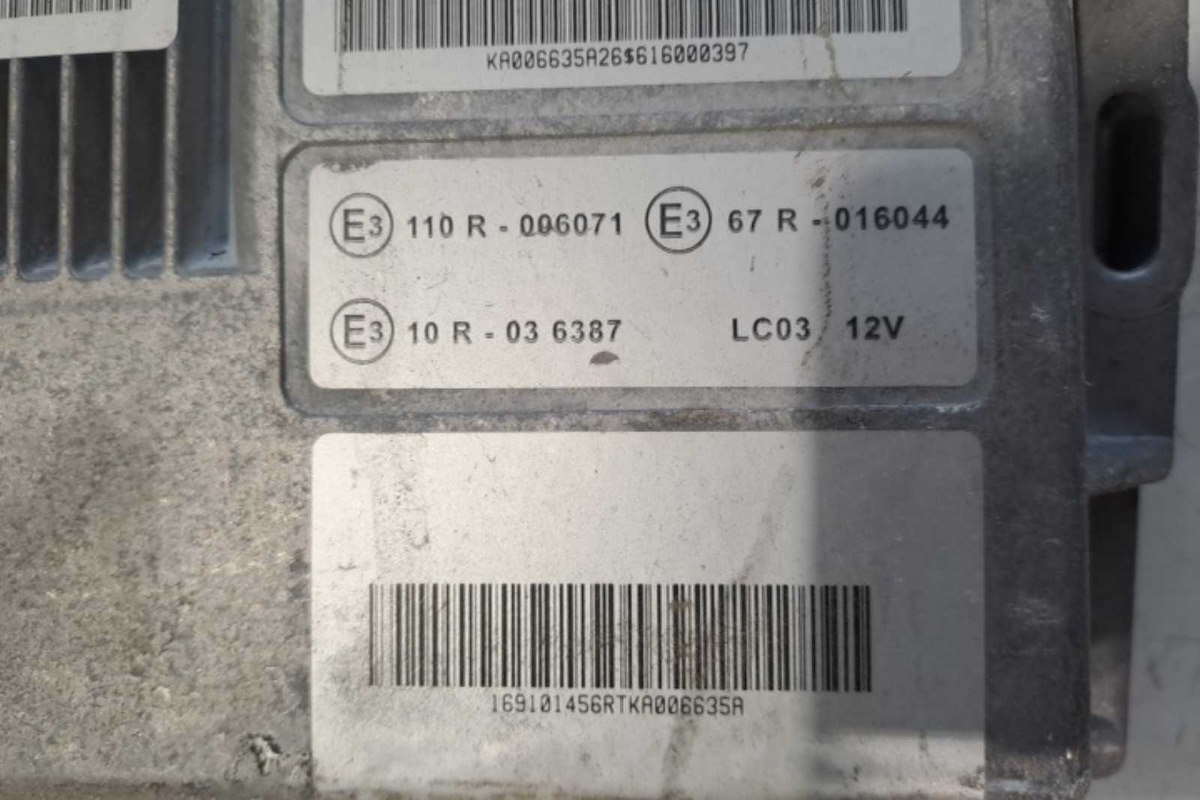 KA006635A26$616000397
E3 110 R - 006071 E3 67 R - 016044
E3 10 R - 03 6387 LC03 12V
169101456RTKA006635A